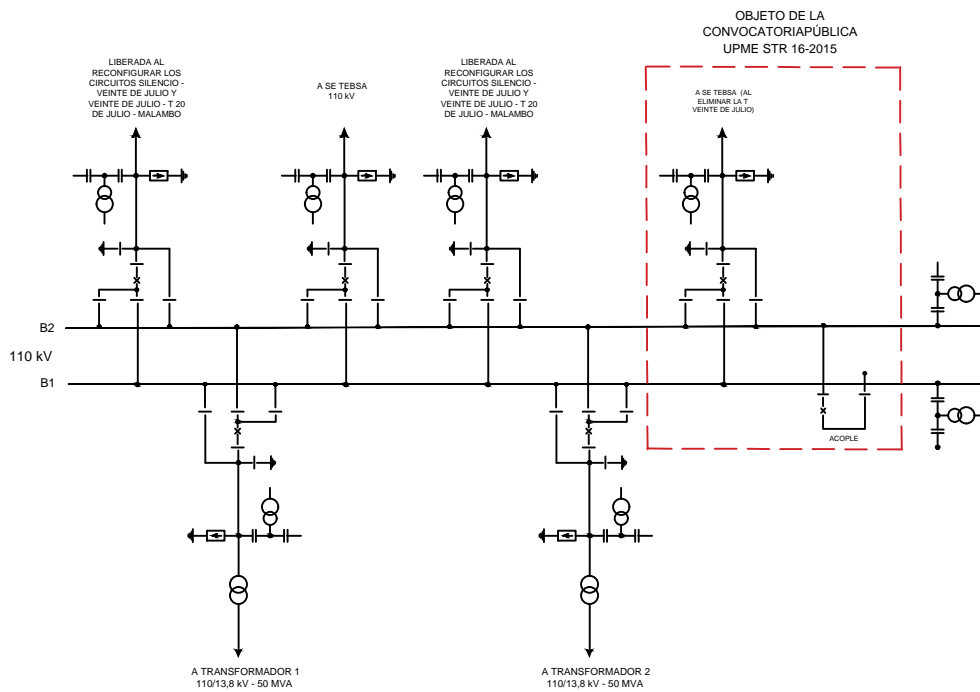 OBJETO DE LA
CONVOCATORIAPÚBLICA
UPME STR 16-2015
LIBERADA AL
RECONFIGURAR LOS
CIRCUITOS SILENCIO -
VEINTE DE JULIO Y
VEINTE DE JULIO - T 20
DE JULIO - MALAMBO
A SE TEBSA
110 kV
LIBERADA AL
RECONFIGURAR LOS
CIRCUITOS SILENCIO -
VEINTE DE JULIO Y
VEINTE DE JULIO - T 20
DE JULIO - MALAMBO
A SE TEBSA (AL
ELIMINAR LA T
VEINTE DE JULIO)
B2
110 kV
B1
ACOPLE
A TRANSFORMADOR 1
110/13,8 kV - 50 MVA
A TRANSFORMADOR 2
110/13,8 kV - 50 MVA